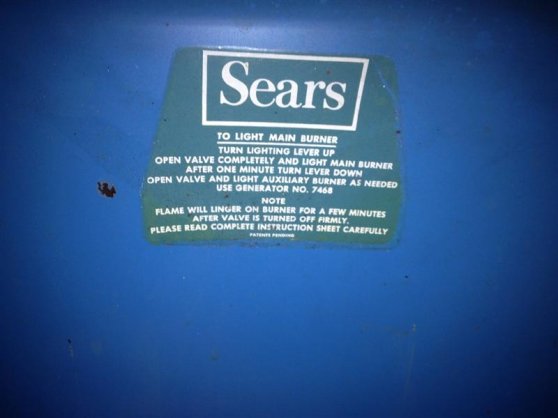 Sears
TO LIGHT MAIN BURNER
TURN LIGHTING LEVER UP
OPEN VALVE COMPLETELY AND LIGHT MAIN BURNER
AFTER ONE MINUTE TURN LEVER DOWN
OPEN VALVE AND LIGHT AUXILIARY BURNER AS NEEDED
USE GENERATOR NO. 7468
NOTE
FLAME WILL LINGER ON BURNER FOR A FEW MINUTES
AFTER VALVE IS TURNED OFF FIRMLY.
PLEASE READ COMPLETE INSTRUCTION SHEET CAREFULLY
PATENTS PENDING